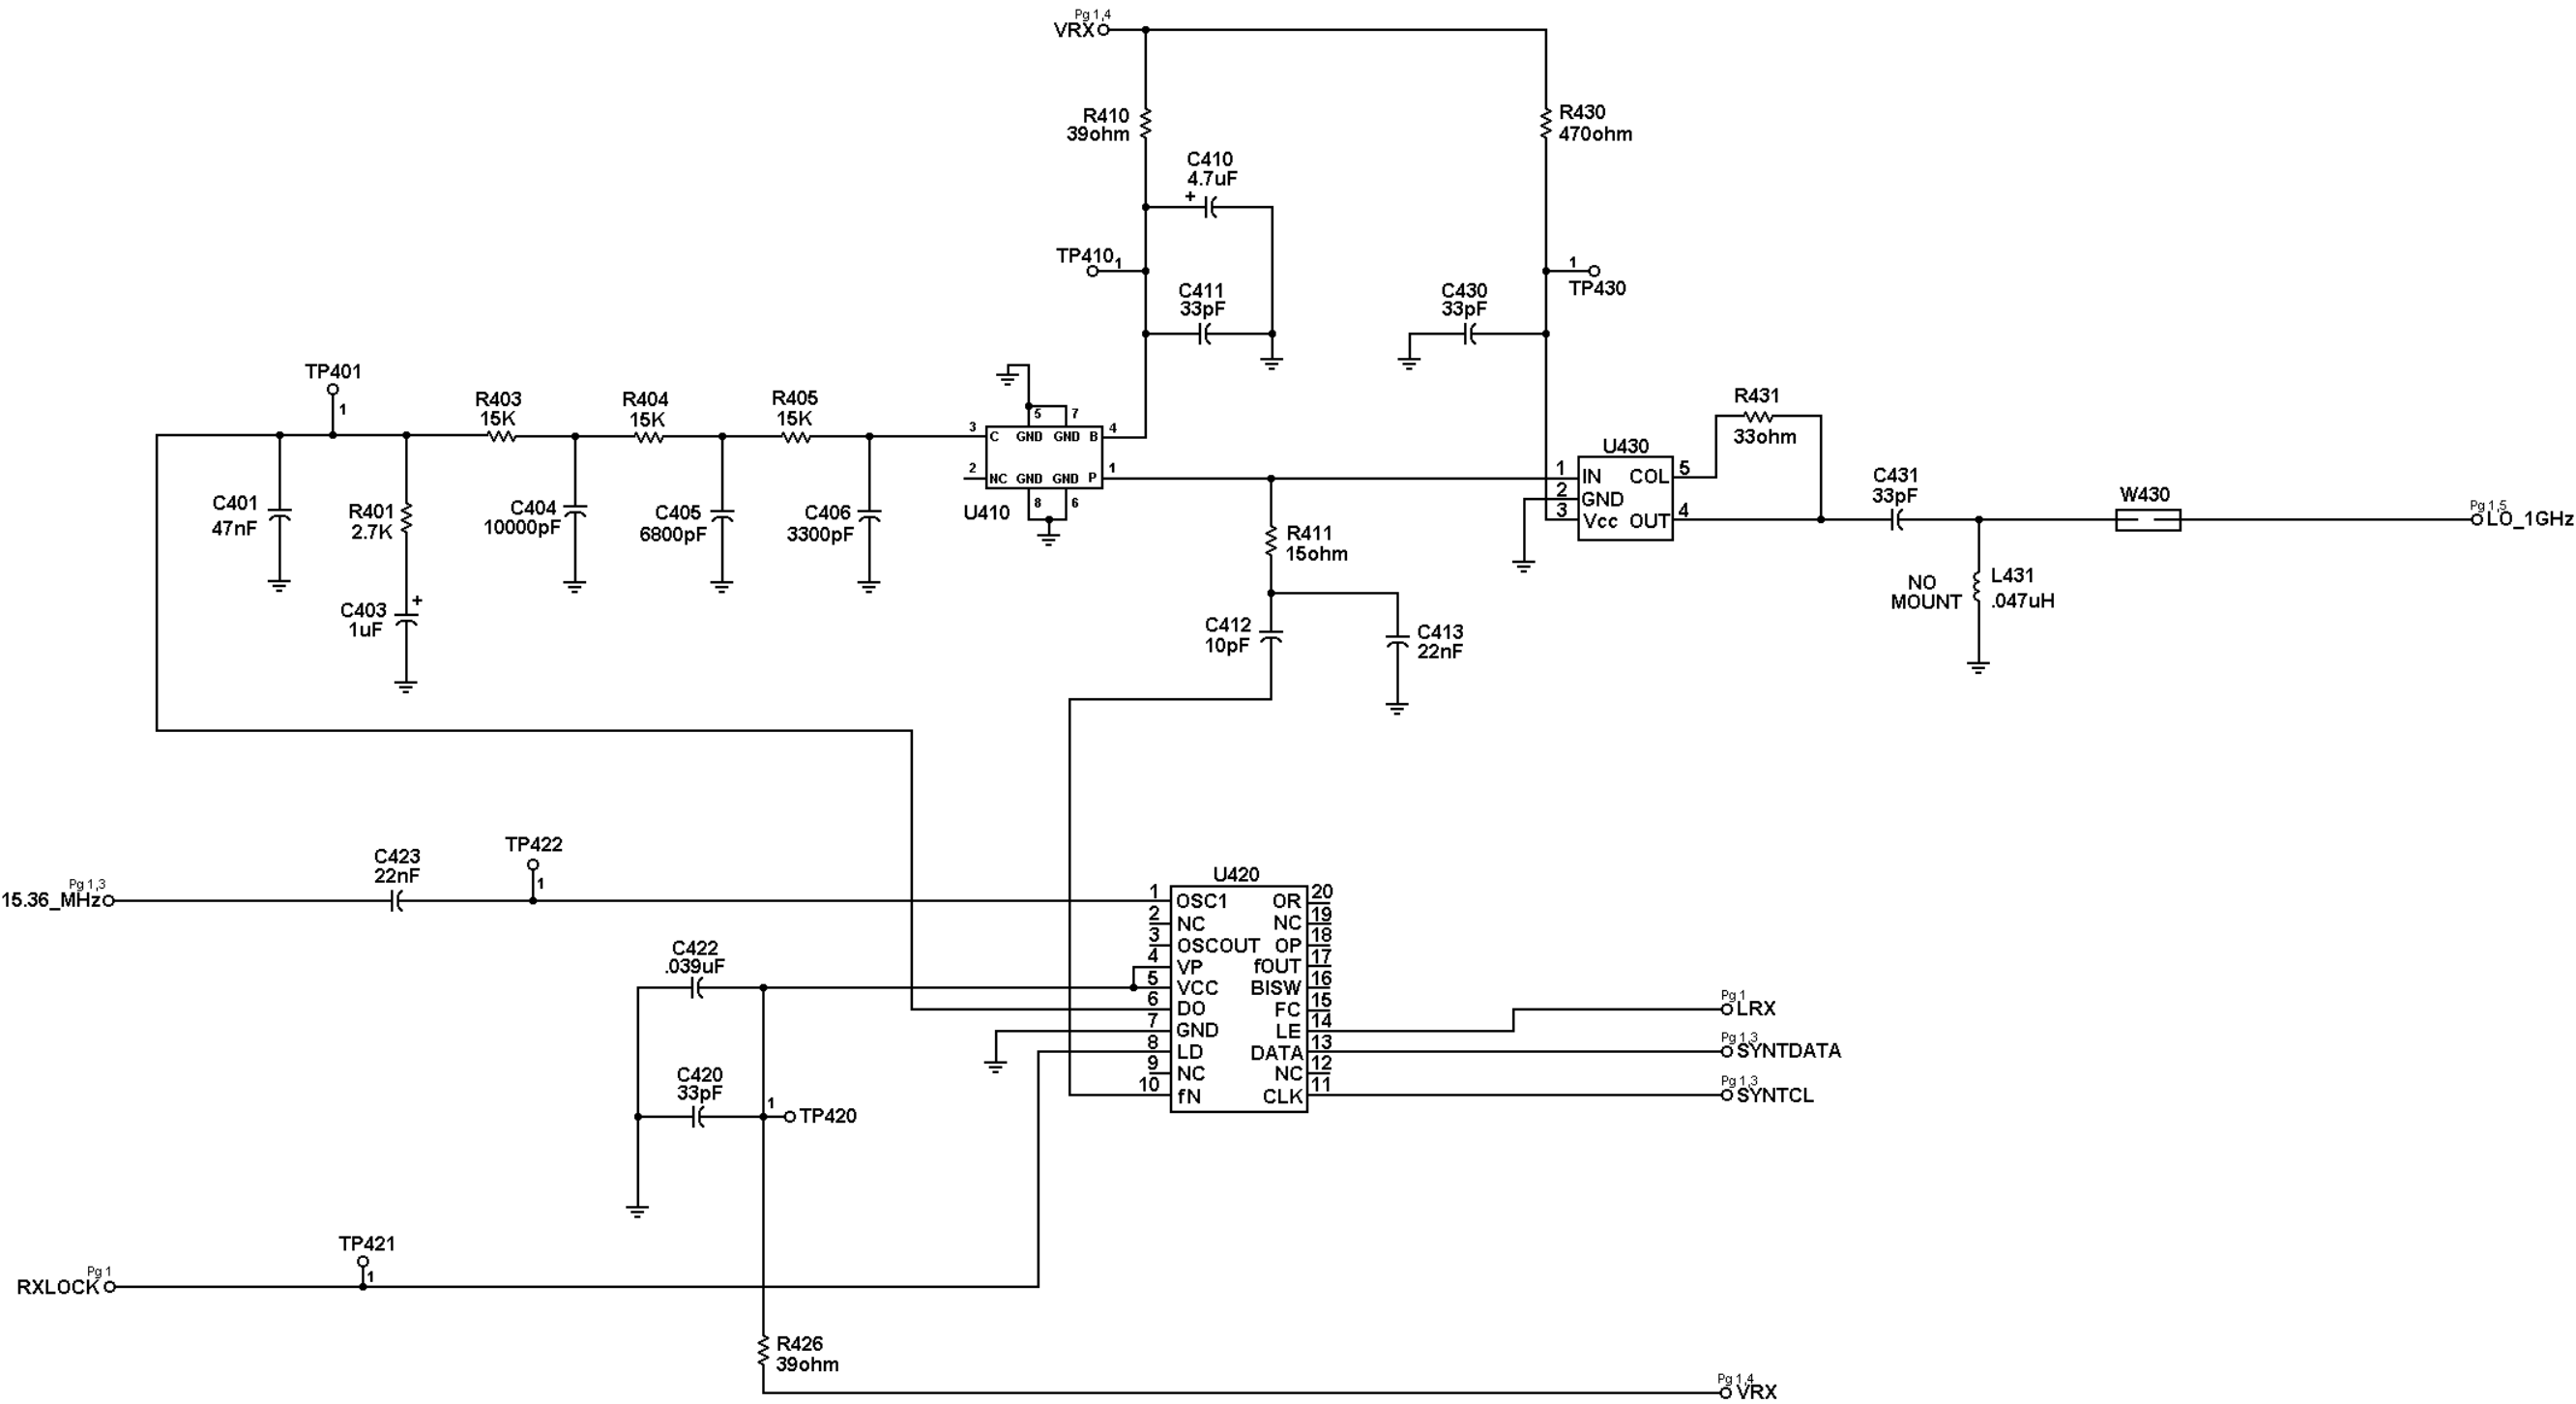 Pg 1,4
VRX
R410
39ohm
R430
470ohm
C410
4.7uF
+
TP410
1
1
TP430
C411
33pF
C430
33pF
TP401
1
R403
15K
R404
15K
R405
15K
C401
47nF
R401
2.7K
C403
1uF
+
C404
10000pF
C405
6800pF
C406
3300pF
5 7
3 C GND GND B 4
2 NC GND GND P 1
8 6
U410
R411
15ohm
C412
10pF
C413
22nF
U430
1 IN COL 5
2 GND
3 Vcc OUT 4
R431
33ohm
C431
33pF
W430
Pg 1,5
LO_1GHz
NO
MOUNT
L431
.047uH
Pg 1,3
15.36_MHz
C423
22nF
TP422
1
U420
1 OSC1 OR 20
2 NC NC 19
3 OSCOUT OP 18
4 VP fOUT 17
5 VCC BISW 16
6 DO FC 15
7 GND LE 14
8 LD DATA 13
9 NC NC 12
10 fN CLK 11
C422
.039uF
C420
33pF
1
TP420
Pg 1
LRX
Pg 1,3
SYNTDATA
Pg 1,3
SYNTCL
TP421
1
Pg 1
RXLOCK
R426
39ohm
Pg 1,4
VRX